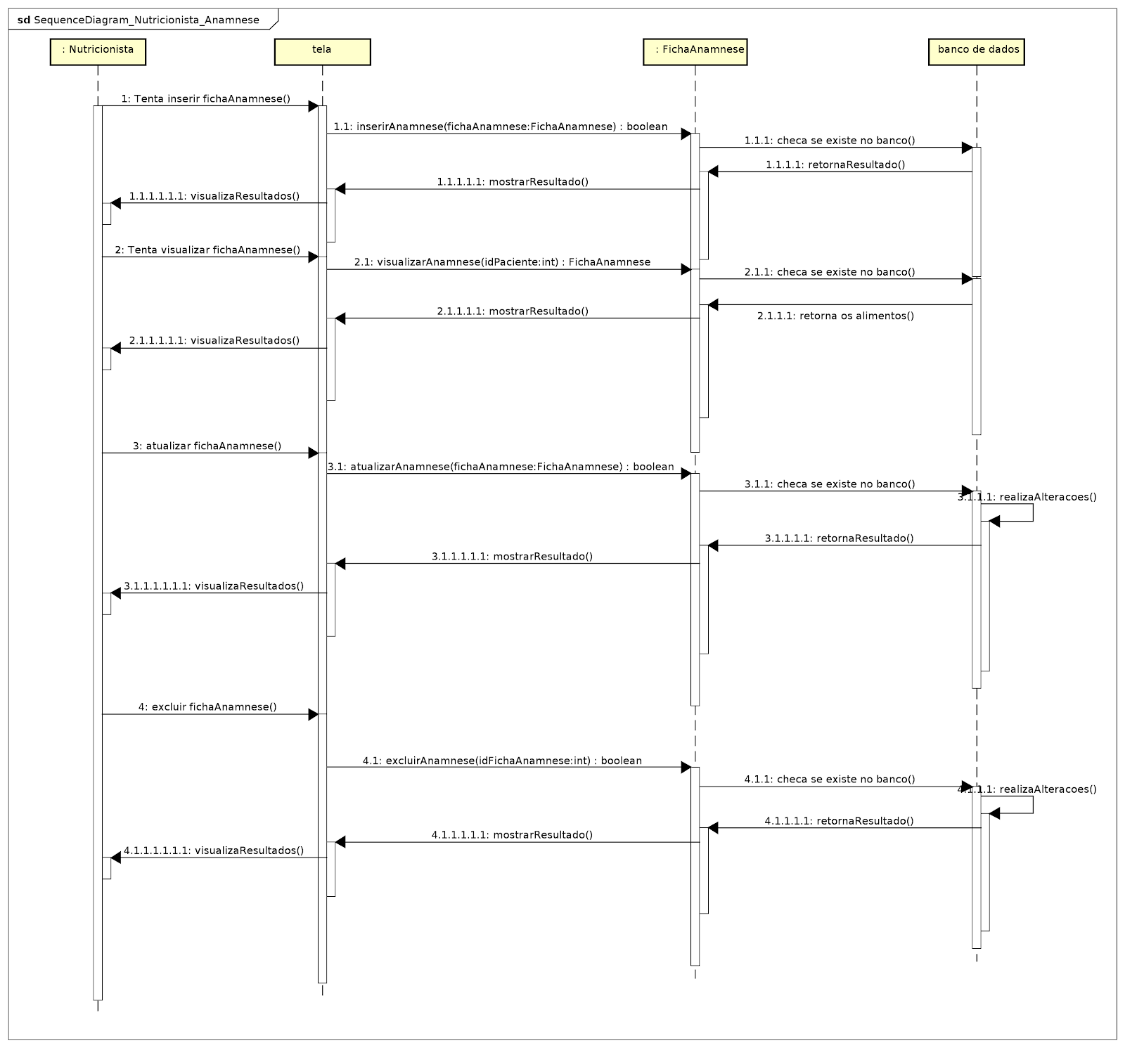 sd SequenceDiagram_Nutricionista_Anamnese
: Nutricionista
tela
: FichaAnamnese
banco de dados
1: Tenta inserir fichaAnamnese()
1.1: inserirAnamnese(fichaAnamnese:FichaAnamnese) : boolean
1.1.1: checa se existe no banco()
1.1.1.1: retornaResultado()
1.1.1.1.1: mostrarResultado()
1.1.1.1.1.1: visualizaResultados()
2: Tenta visualizar fichaAnamnese()
2.1: visualizarAnamnese(idPaciente:int) : FichaAnamnese
2.1.1: checa se existe no banco()
2.1.1.1: retorna os alimentos()
2.1.1.1.1: mostrarResultado()
2.1.1.1.1.1: visualizaResultados()
3: atualizar fichaAnamnese()
3.1: atualizarAnamnese(fichaAnamnese:FichaAnamnese) : boolean
3.1.1: checa se existe no banco()
3.1.1.1: realizaAlteracoes()
3.1.1.1.1: retornaResultado()
3.1.1.1.1.1: mostrarResultado()
3.1.1.1.1.1.1: visualizaResultados()
4: excluir fichaAnamnese()
4.1: excluirAnamnese(idFichaAnamnese:int) : boolean
4.1.1: checa se existe no banco()
4.1.1.1: realizaAlteracoes()
4.1.1.1.1: retornaResultado()
4.1.1.1.1.1: mostrarResultado()
4.1.1.1.1.1.1: visualizaResultados()